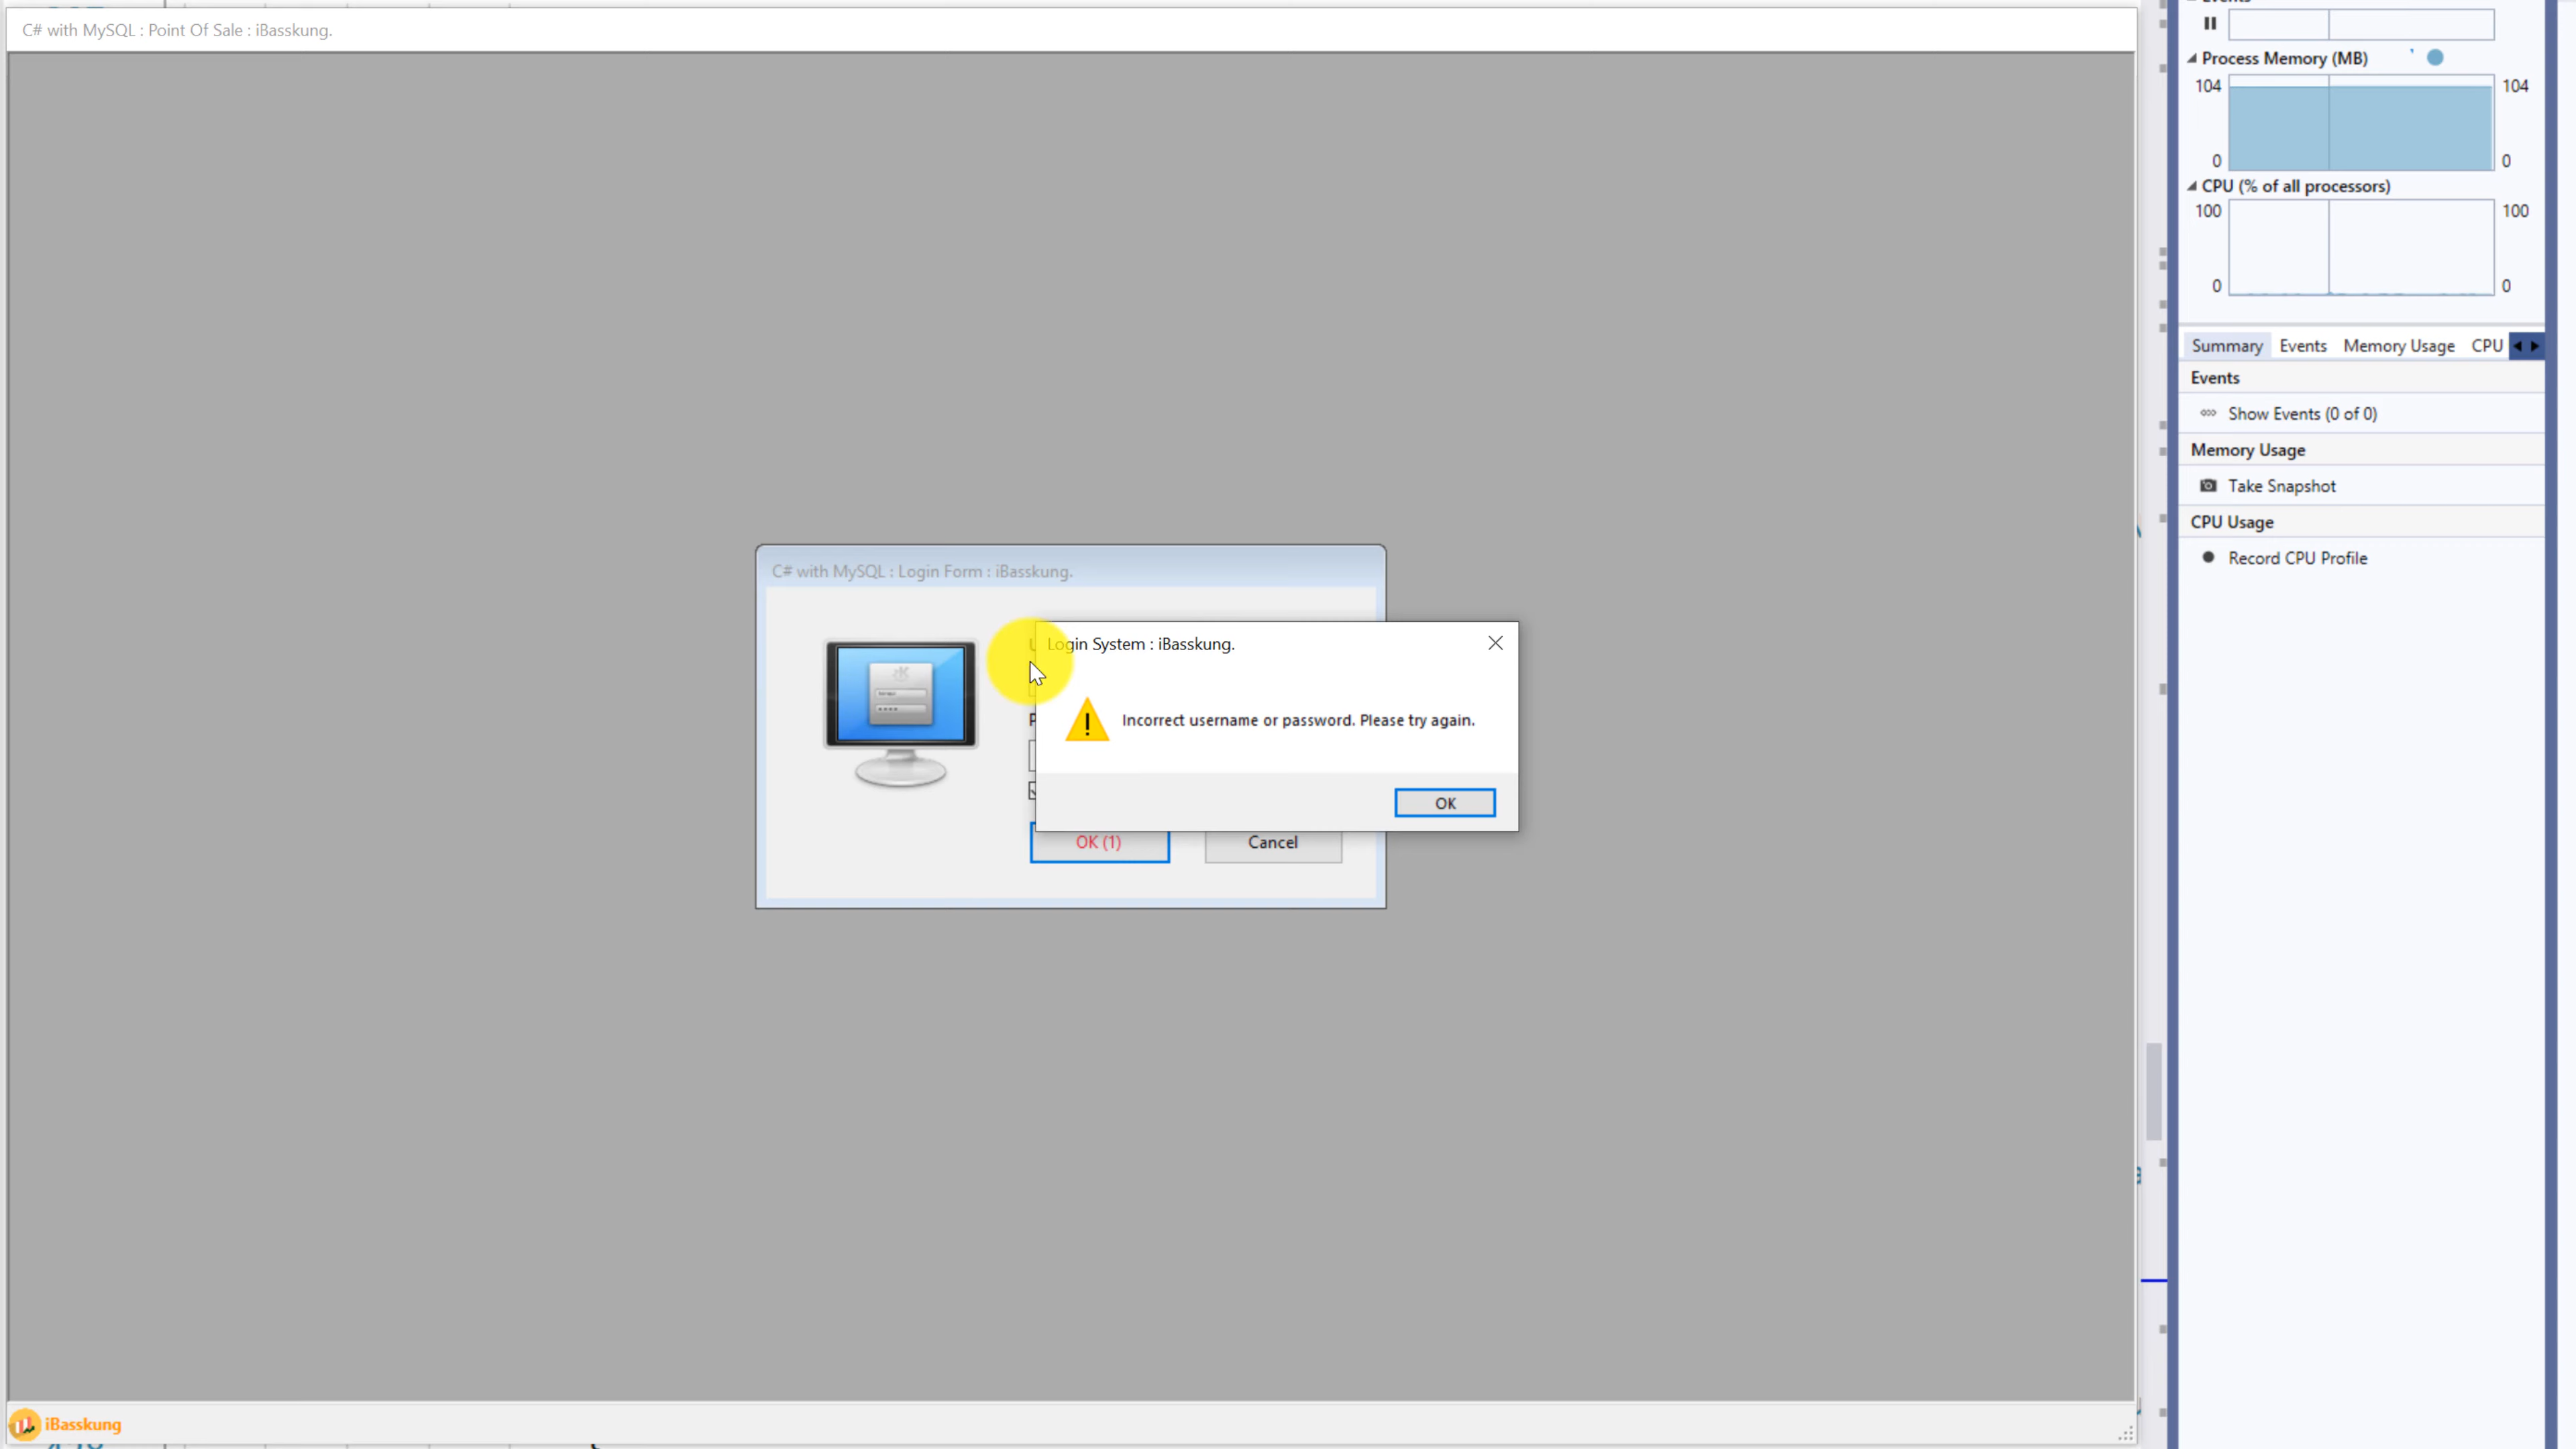 C# with MySQL : Point Of Sale : iBasskung.
Process Memory (MB)
104
104
0
0
CPU (% of all processors)
100
100
0
0
Summary Events Memory Usage CPU
Events
Show Events (0 of 0)
Memory Usage
Take Snapshot
CPU Usage
Record CPU Profile
C# with MySQL : Login Form : iBasskung.
Login System : iBasskung.
Incorrect username or password. Please try again.
OK
OK (1)
Cancel
iBasskung